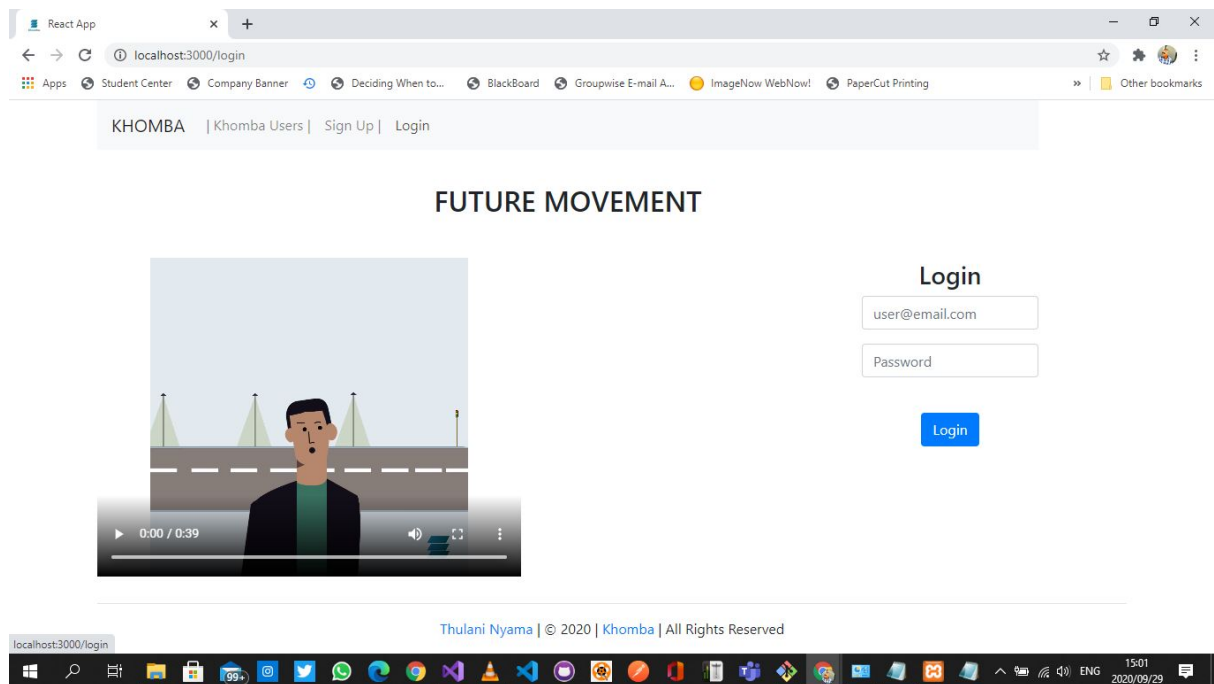 React App
localhost:3000/login
Apps Student Center Company Banner Deciding When to... BlackBoard Groupwise E-mail A... ImageNow WebNow! PaperCut Printing » Other bookmarks
KHOMBA | Khomba Users | Sign Up | Login
FUTURE MOVEMENT
Login
user@email.com
Password
Login
0:00 / 0:39
Thulani Nyama | © 2020 | Khomba | All Rights Reserved
localhost:3000/login
99+
ENG
15:01
2020/09/29